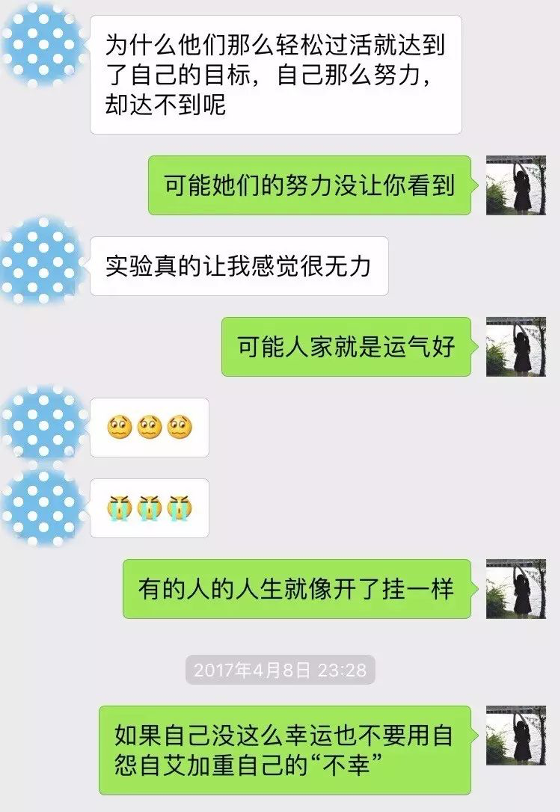 为什么他们那么轻松过活就达到
了自己的目标，自己那么努力，
却达不到呢
可能她们的努力没让你看到
实验真的让我感觉很无力
可能人家就是运气好
有的人的人生就像开了挂一样
2017年4月8日 23:28
如果自己没这么幸运也不要用自
怨自艾加重自己的“不幸”